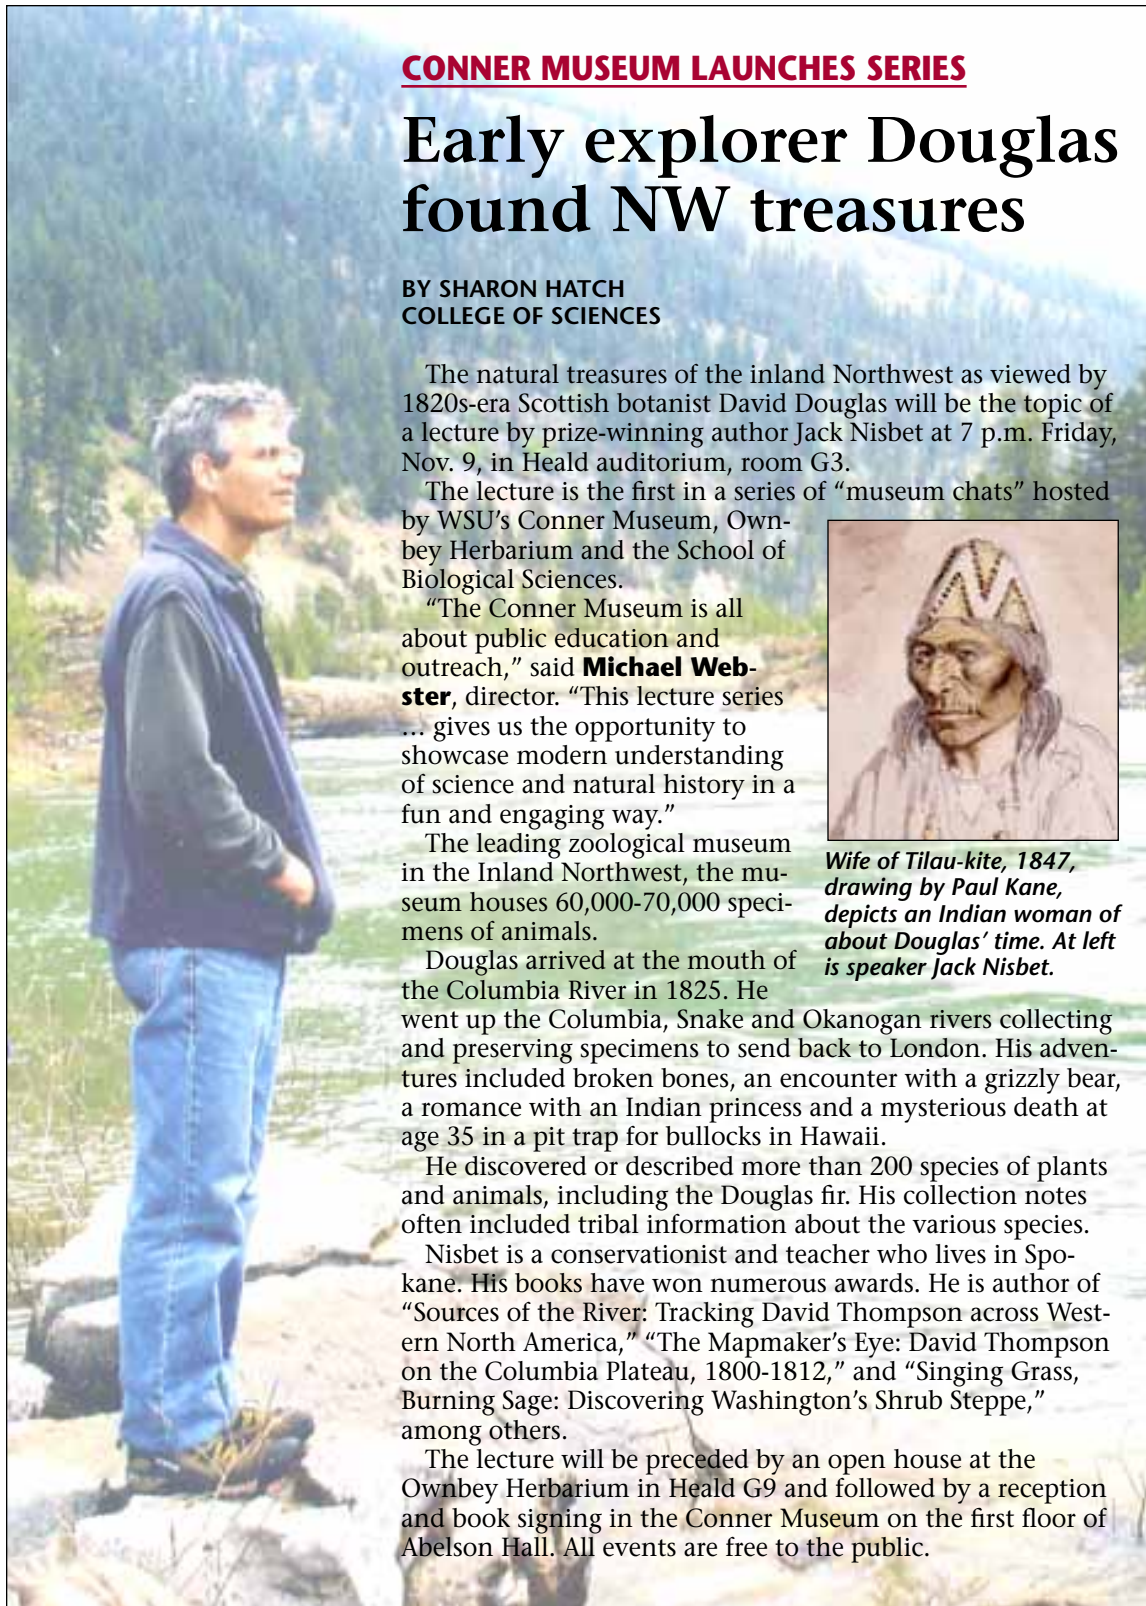 CONNER MUSEUM LAUNCHES SERIES
Early explorer Douglas
found NW treasures
BY SHARON HATCH
COLLEGE OF SCIENCES
The natural treasures of the inland Northwest as viewed by
1820s-era Scottish botanist David Douglas will be the topic of
a lecture by prize-winning author Jack Nisbet at 7 p.m. Friday,
Nov. 9, in Heald auditorium, room G3.
The lecture is the first in a series of “museum chats” hosted
by WSU’s Conner Museum, Own-
bey Herbarium and the School of
Biological Sciences.
“The Conner Museum is all
about public education and
outreach,” said Michael Web-
ster, director. “This lecture series
... gives us the opportunity to
showcase modern understanding
of science and natural history in a
fun and engaging way.”
The leading zoological museum
in the Inland Northwest, the mu-
seum houses 60,000-70,000 speci-
mens of animals.
Douglas arrived at the mouth of
the Columbia River in 1825. He
went up the Columbia, Snake and Okanogan rivers collecting
and preserving specimens to send back to London. His adven-
tures included broken bones, an encounter with a grizzly bear,
a romance with an Indian princess and a mysterious death at
age 35 in a pit trap for bullocks in Hawaii.
He discovered or described more than 200 species of plants
and animals, including the Douglas fir. His collection notes
often included tribal information about the various species.
Nisbet is a conservationist and teacher who lives in Spo-
kane. His books have won numerous awards. He is author of
“Sources of the River: Tracking David Thompson across West-
ern North America,” “The Mapmaker’s Eye: David Thompson
on the Columbia Plateau, 1800-1812,” and “Singing Grass,
Burning Sage: Discovering Washington’s Shrub Steppe,”
among others.
The lecture will be preceded by an open house at the
Ownbey Herbarium in Heald G9 and followed by a reception
and book signing in the Conner Museum on the first floor of
Abelson Hall. All events are free to the public.
Wife of Tilau-kite, 1847,
drawing by Paul Kane,
depicts an Indian woman of
about Douglas’ time. At left
is speaker Jack Nisbet.